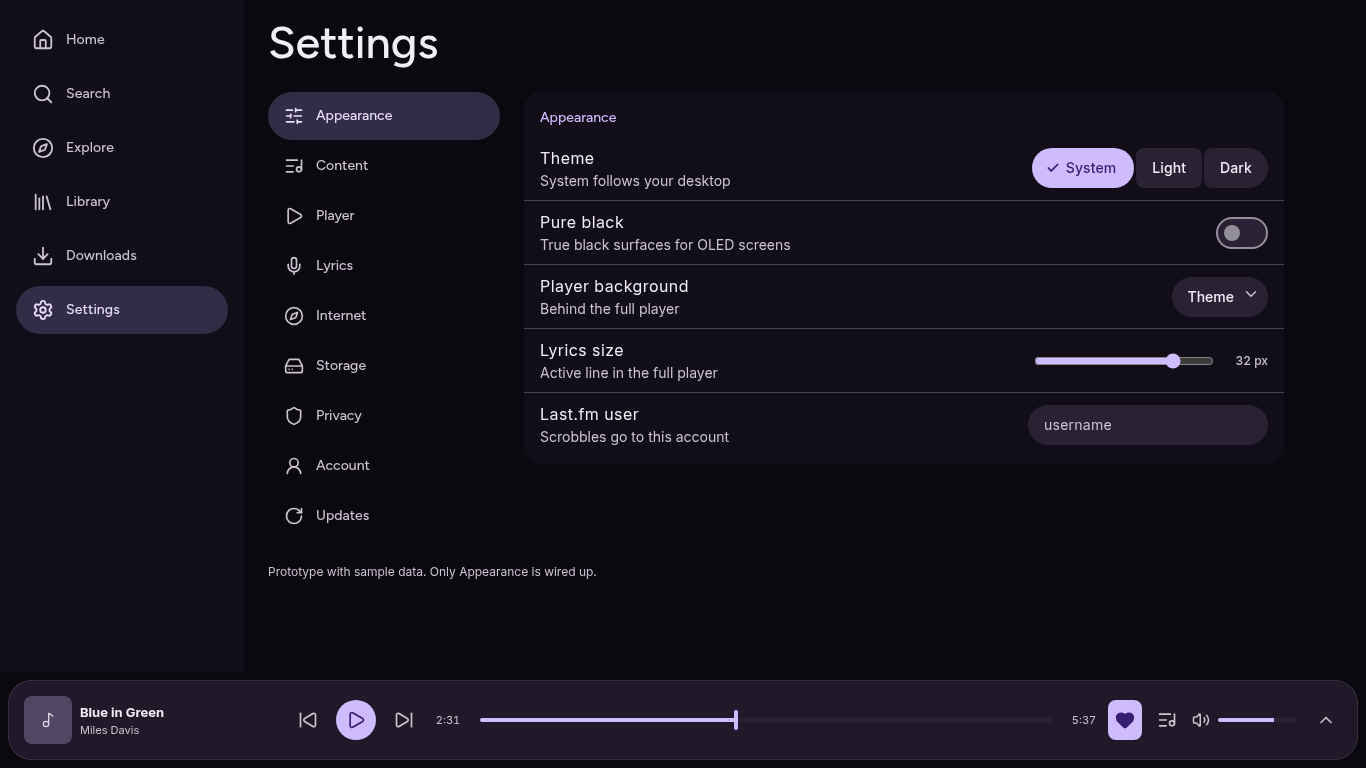 Home
Search
Explore
Library
Downloads
Settings
Settings
Appearance
Content
Player
Lyrics
Internet
Storage
Privacy
Account
Updates
Appearance
Theme
System follows your desktop
System
Light
Dark
Pure black
True black surfaces for OLED screens
Player background
Behind the full player
Theme
Lyrics size
Active line in the full player
32 px
Last.fm user
Scrobbles go to this account
username
Prototype with sample data. Only Appearance is wired up.
Blue in Green
Miles Davis
2:31
5:37